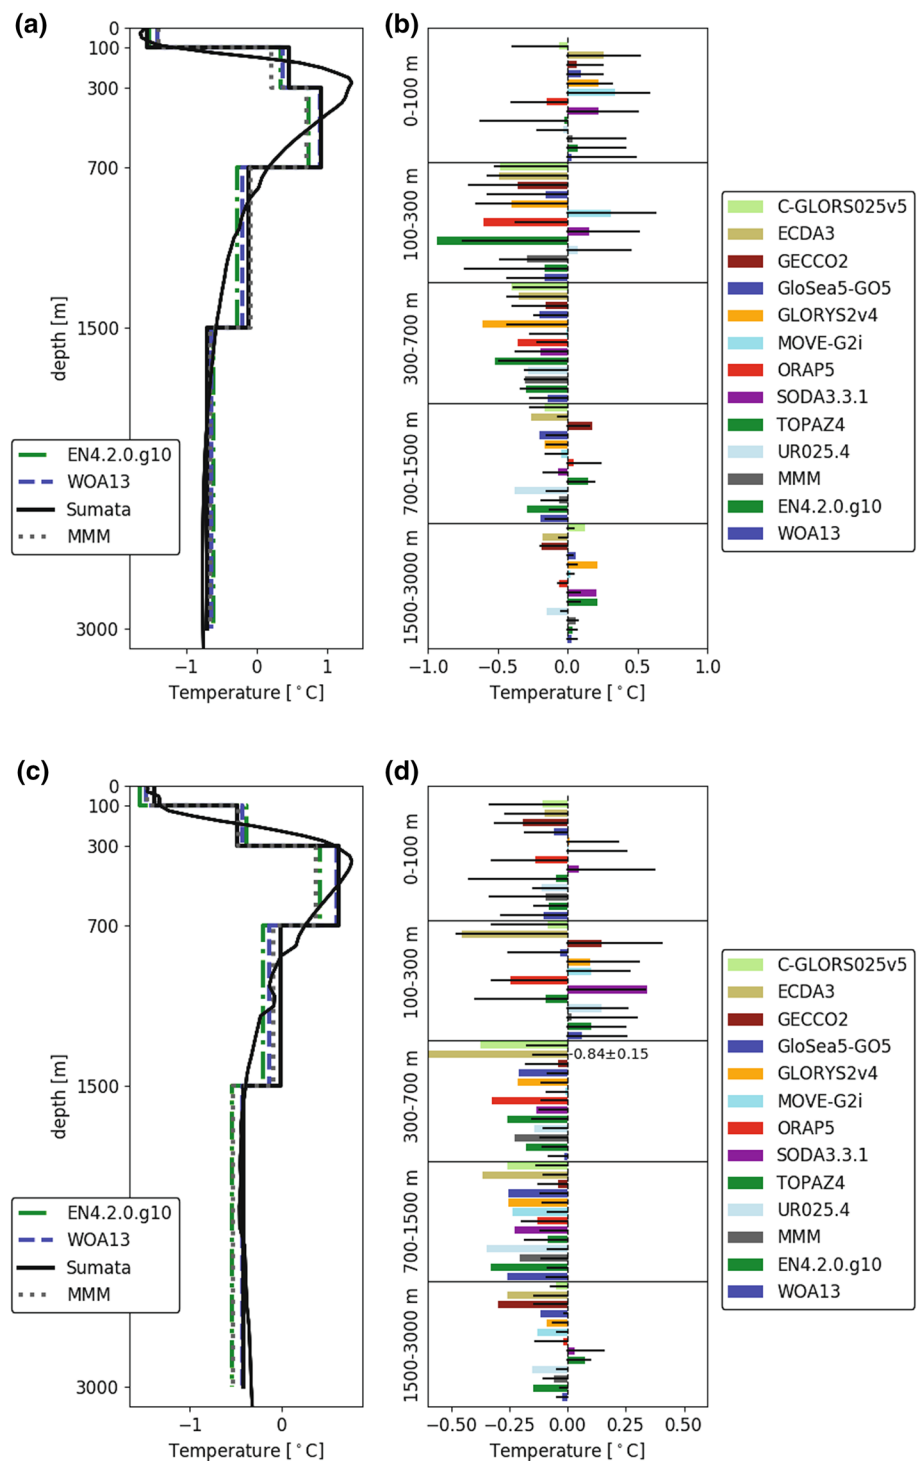 (a)
0
100
300
700
1500
3000
depth [m]
EN4.2.0.g10
WOA13
Sumata
MMM
−1
0
1
Temperature [°C]
(b)
0-100 m
100-300 m
300-700 m
700-1500 m
1500-3000 m
−1.0
−0.5
0.0
0.5
1.0
Temperature [°C]
C-GLORS025v5
ECDA3
GECCO2
GloSea5-GO5
GLORYS2v4
MOVE-G2i
ORAP5
SODA3.3.1
TOPAZ4
UR025.4
MMM
EN4.2.0.g10
WOA13
(c)
0
100
300
700
1500
3000
depth [m]
EN4.2.0.g10
WOA13
Sumata
MMM
−1
0
Temperature [°C]
(d)
0-100 m
100-300 m
300-700 m
700-1500 m
1500-3000 m
-0.84±0.15
−0.50
−0.25
0.00
0.25
0.50
Temperature [°C]
C-GLORS025v5
ECDA3
GECCO2
GloSea5-GO5
GLORYS2v4
MOVE-G2i
ORAP5
SODA3.3.1
TOPAZ4
UR025.4
MMM
EN4.2.0.g10
WOA13